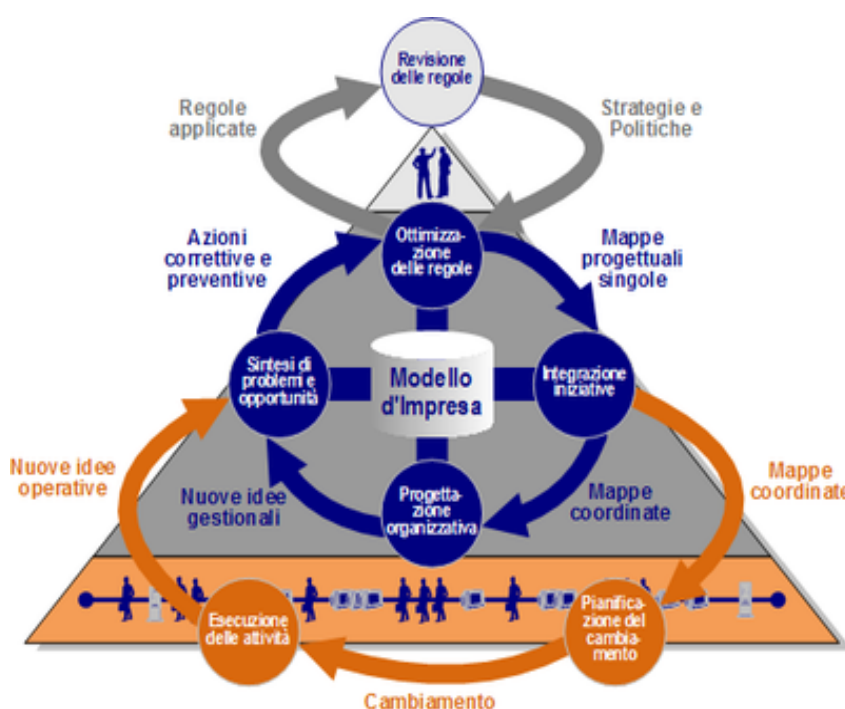 Revisione
delle regole
Regole
applicate
Strategie e
Politiche
Azioni
correttive e
preventive
Ottimizza-
zione
delle regole
Mappe
progettuali
singole
Sintesi di
problemi e
opportunità
Modello
d'Impresa
Integrazione
iniziative
Nuove idee
operative
Nuove idee
gestionali
Progetta-
zione
organizzativa
Mappe
coordinate
Mappe
coordinate
Esecuzione
delle attività
Pianifica-
zione del
cambia-
mento
Cambiamento